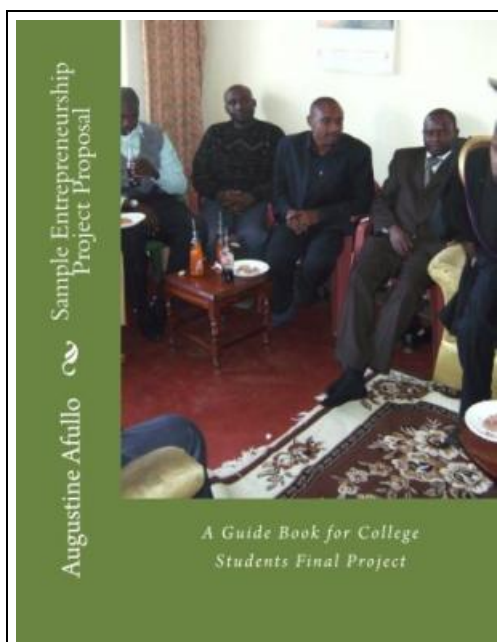 Sample Entrepreneurship
Project Proposal
Augustine Afullo
A Guide Book for College
Students Final Project